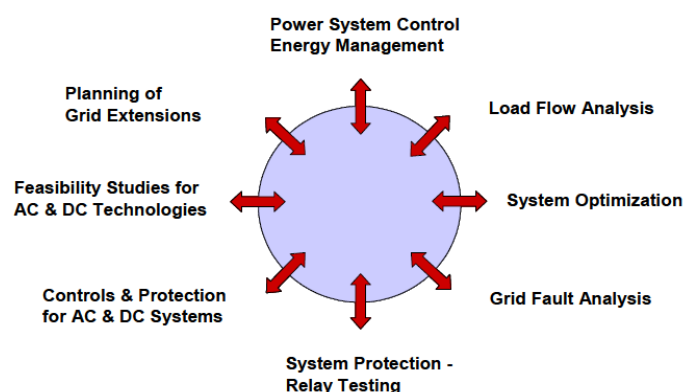 Power System Control
Energy Management
Planning of
Grid Extensions
Load Flow Analysis
Feasibility Studies for
AC & DC Technologies
System Optimization
Controls & Protection
for AC & DC Systems
Grid Fault Analysis
System Protection -
Relay Testing